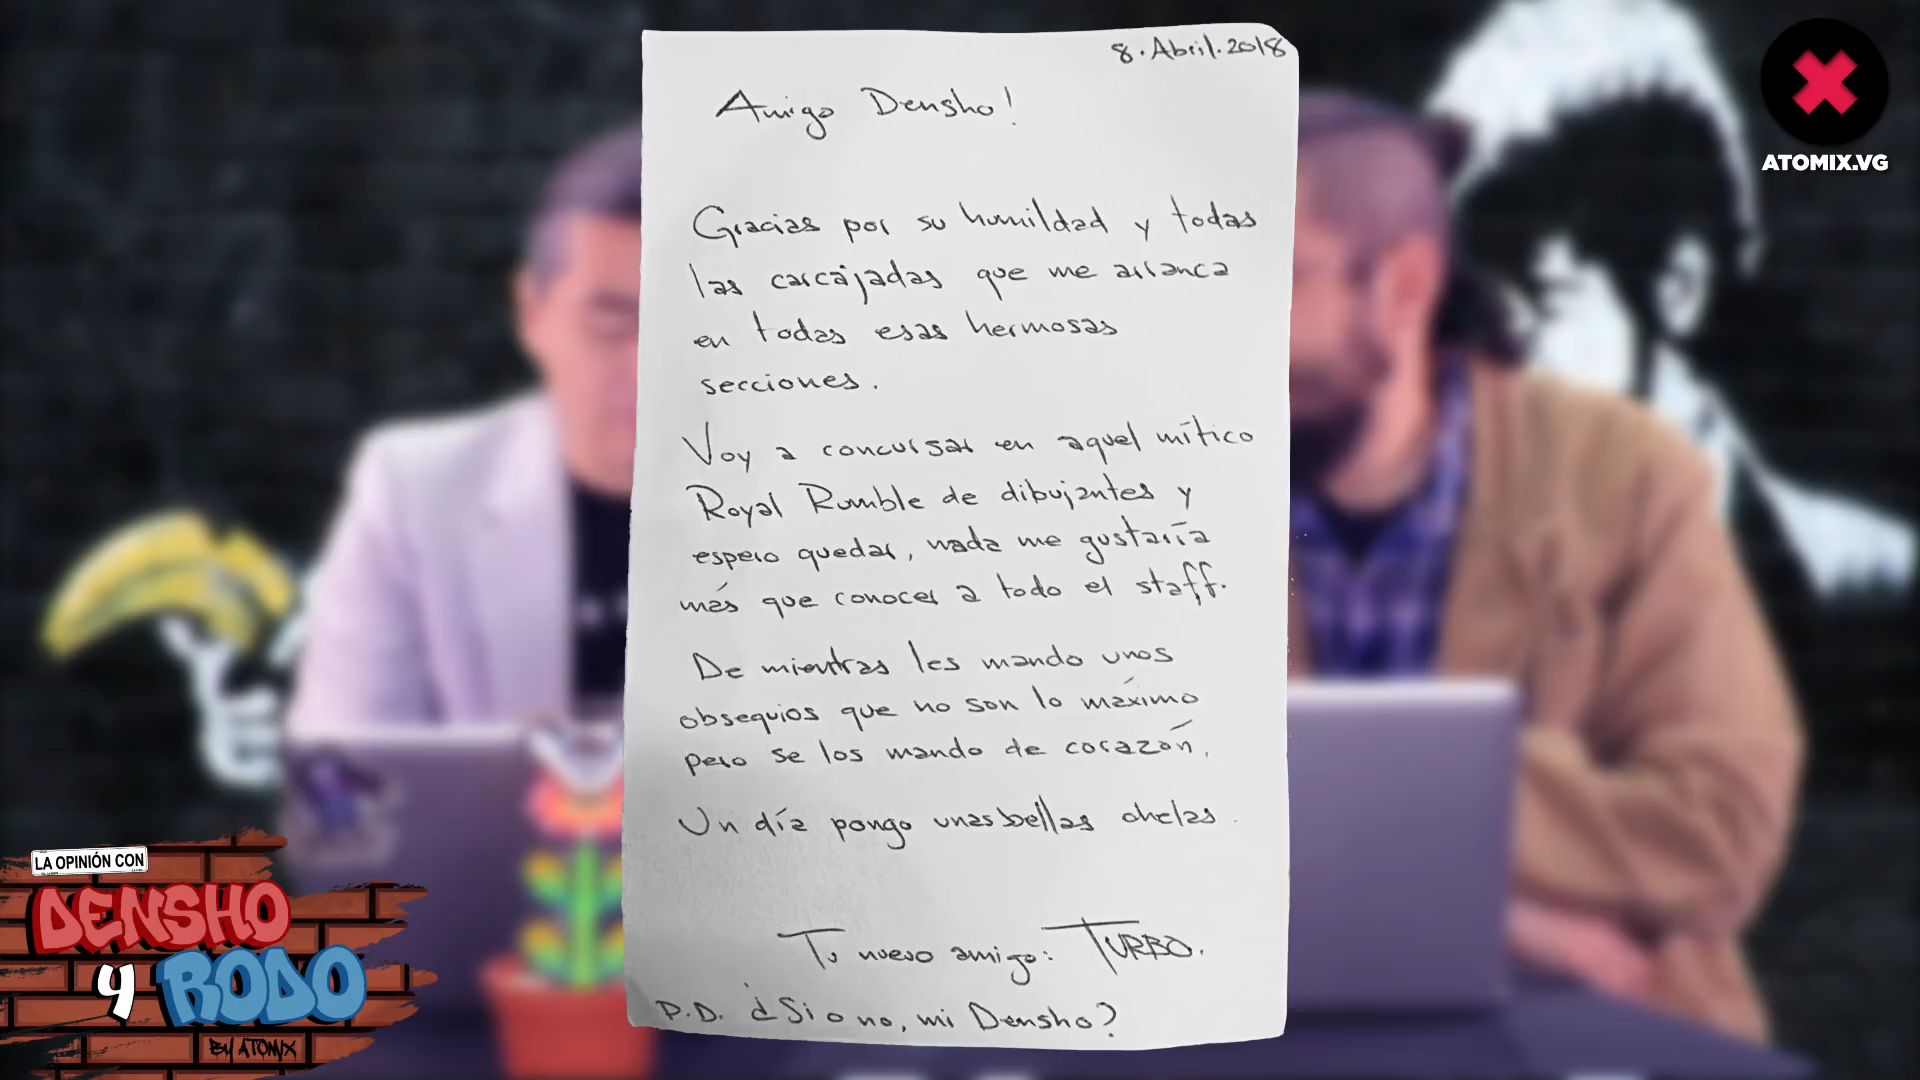 8.Abril.2018
Amigo Densho!
Gracias por su humildad y todas
las carcajadas que me arranca
en todas esas hermosas
secciones.
Voy a concursar en aquel mítico
Royal Rumble de dibujantes y
espero quedar, nada me gustaría
más que conocer a todo el staff.
De mientras les mando unos
obsequios que no son lo máximo
pero se los mando de corazón.
Un día pongo unas bellas chelas.
Tu nuevo amigo: TURBO.
P.D. ¿Si o no, mi Densho?
ATOMIX.VG
LA OPINIÓN CON
DENSHO
Y RODO
BY ATOMIX